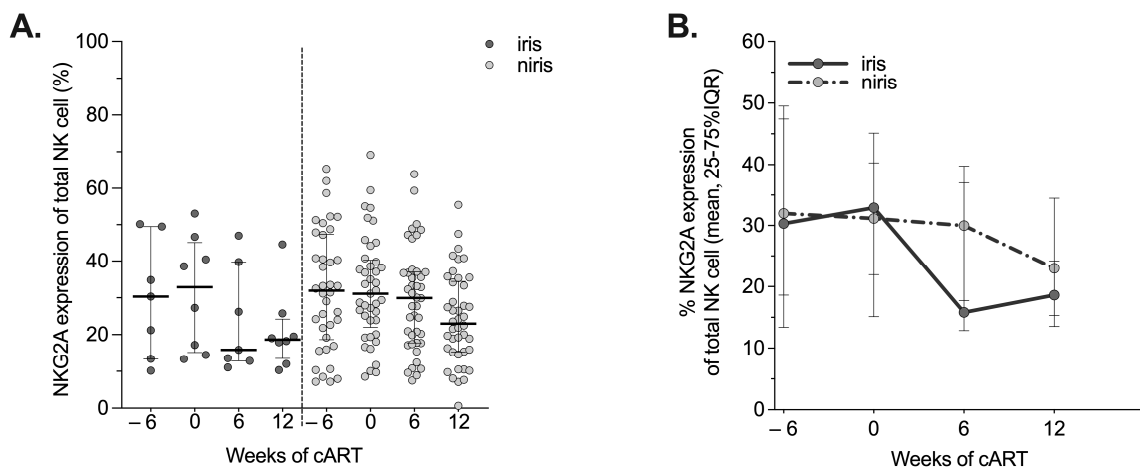 A.
NKG2A expression of total NK cell (%)
100
80
60
40
20
0
iris
niris
– 6 0 6 12 – 6 0 6 12
Weeks of cART
B.
% NKG2A expression
of total NK cell (mean, 25-75%IQR)
60
50
40
30
20
10
0
iris
niris
– 6 0 6 12
Weeks of cART